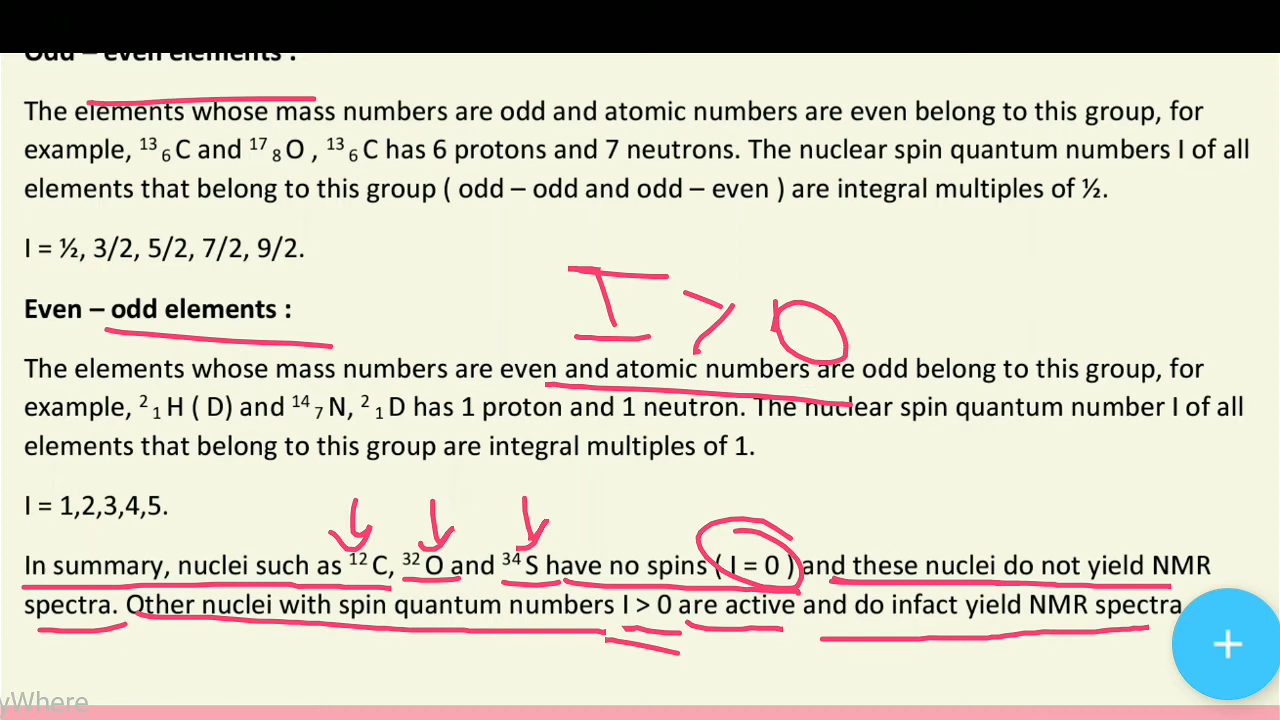 Odd – even elements :
The elements whose mass numbers are odd and atomic numbers are even belong to this group, for
example, ¹³₆C and ¹⁷₈O , ¹³₆C has 6 protons and 7 neutrons. The nuclear spin quantum numbers I of all
elements that belong to this group ( odd – odd and odd – even ) are integral multiples of ½.
I = ½, 3/2, 5/2, 7/2, 9/2.
I > 0
Even – odd elements :
The elements whose mass numbers are even and atomic numbers are odd belong to this group, for
example, ²₁H ( D) and ¹⁴₇N, ²₁D has 1 proton and 1 neutron. The nuclear spin quantum number I of all
elements that belong to this group are integral multiples of 1.
I = 1,2,3,4,5.
In summary, nuclei such as ¹²C, ³²O and ³⁴S have no spins ( I = 0 ) and these nuclei do not yield NMR
spectra. Other nuclei with spin quantum numbers I > 0 are active and do infact yield NMR spectra
+
yWhere